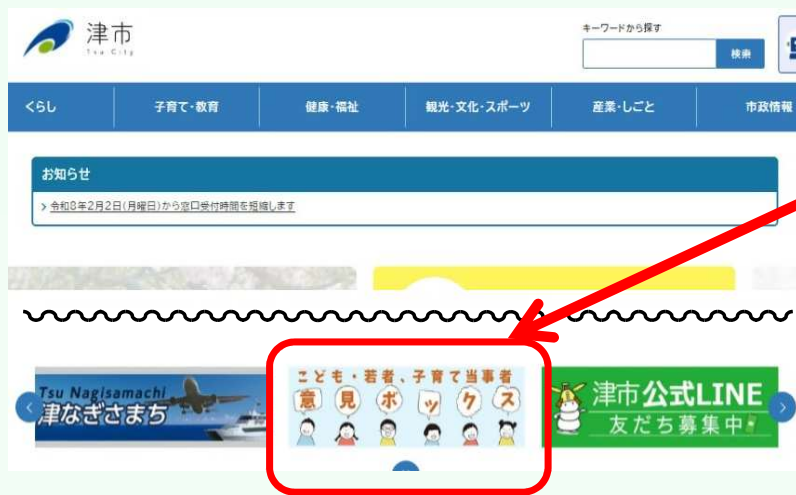 津市
Tsu City
キーワードから探す
検索
くらし
子育て・教育
健康・福祉
観光・文化・スポーツ
産業・しごと
市政情報
お知らせ
> 令和8年2月2日(月曜日)から窓口受付時間を短縮します
Tsu Nagisamachi
津なぎさまち
こども・若者、子育て当事者
意見ボックス
津市公式LINE
友だち募集中